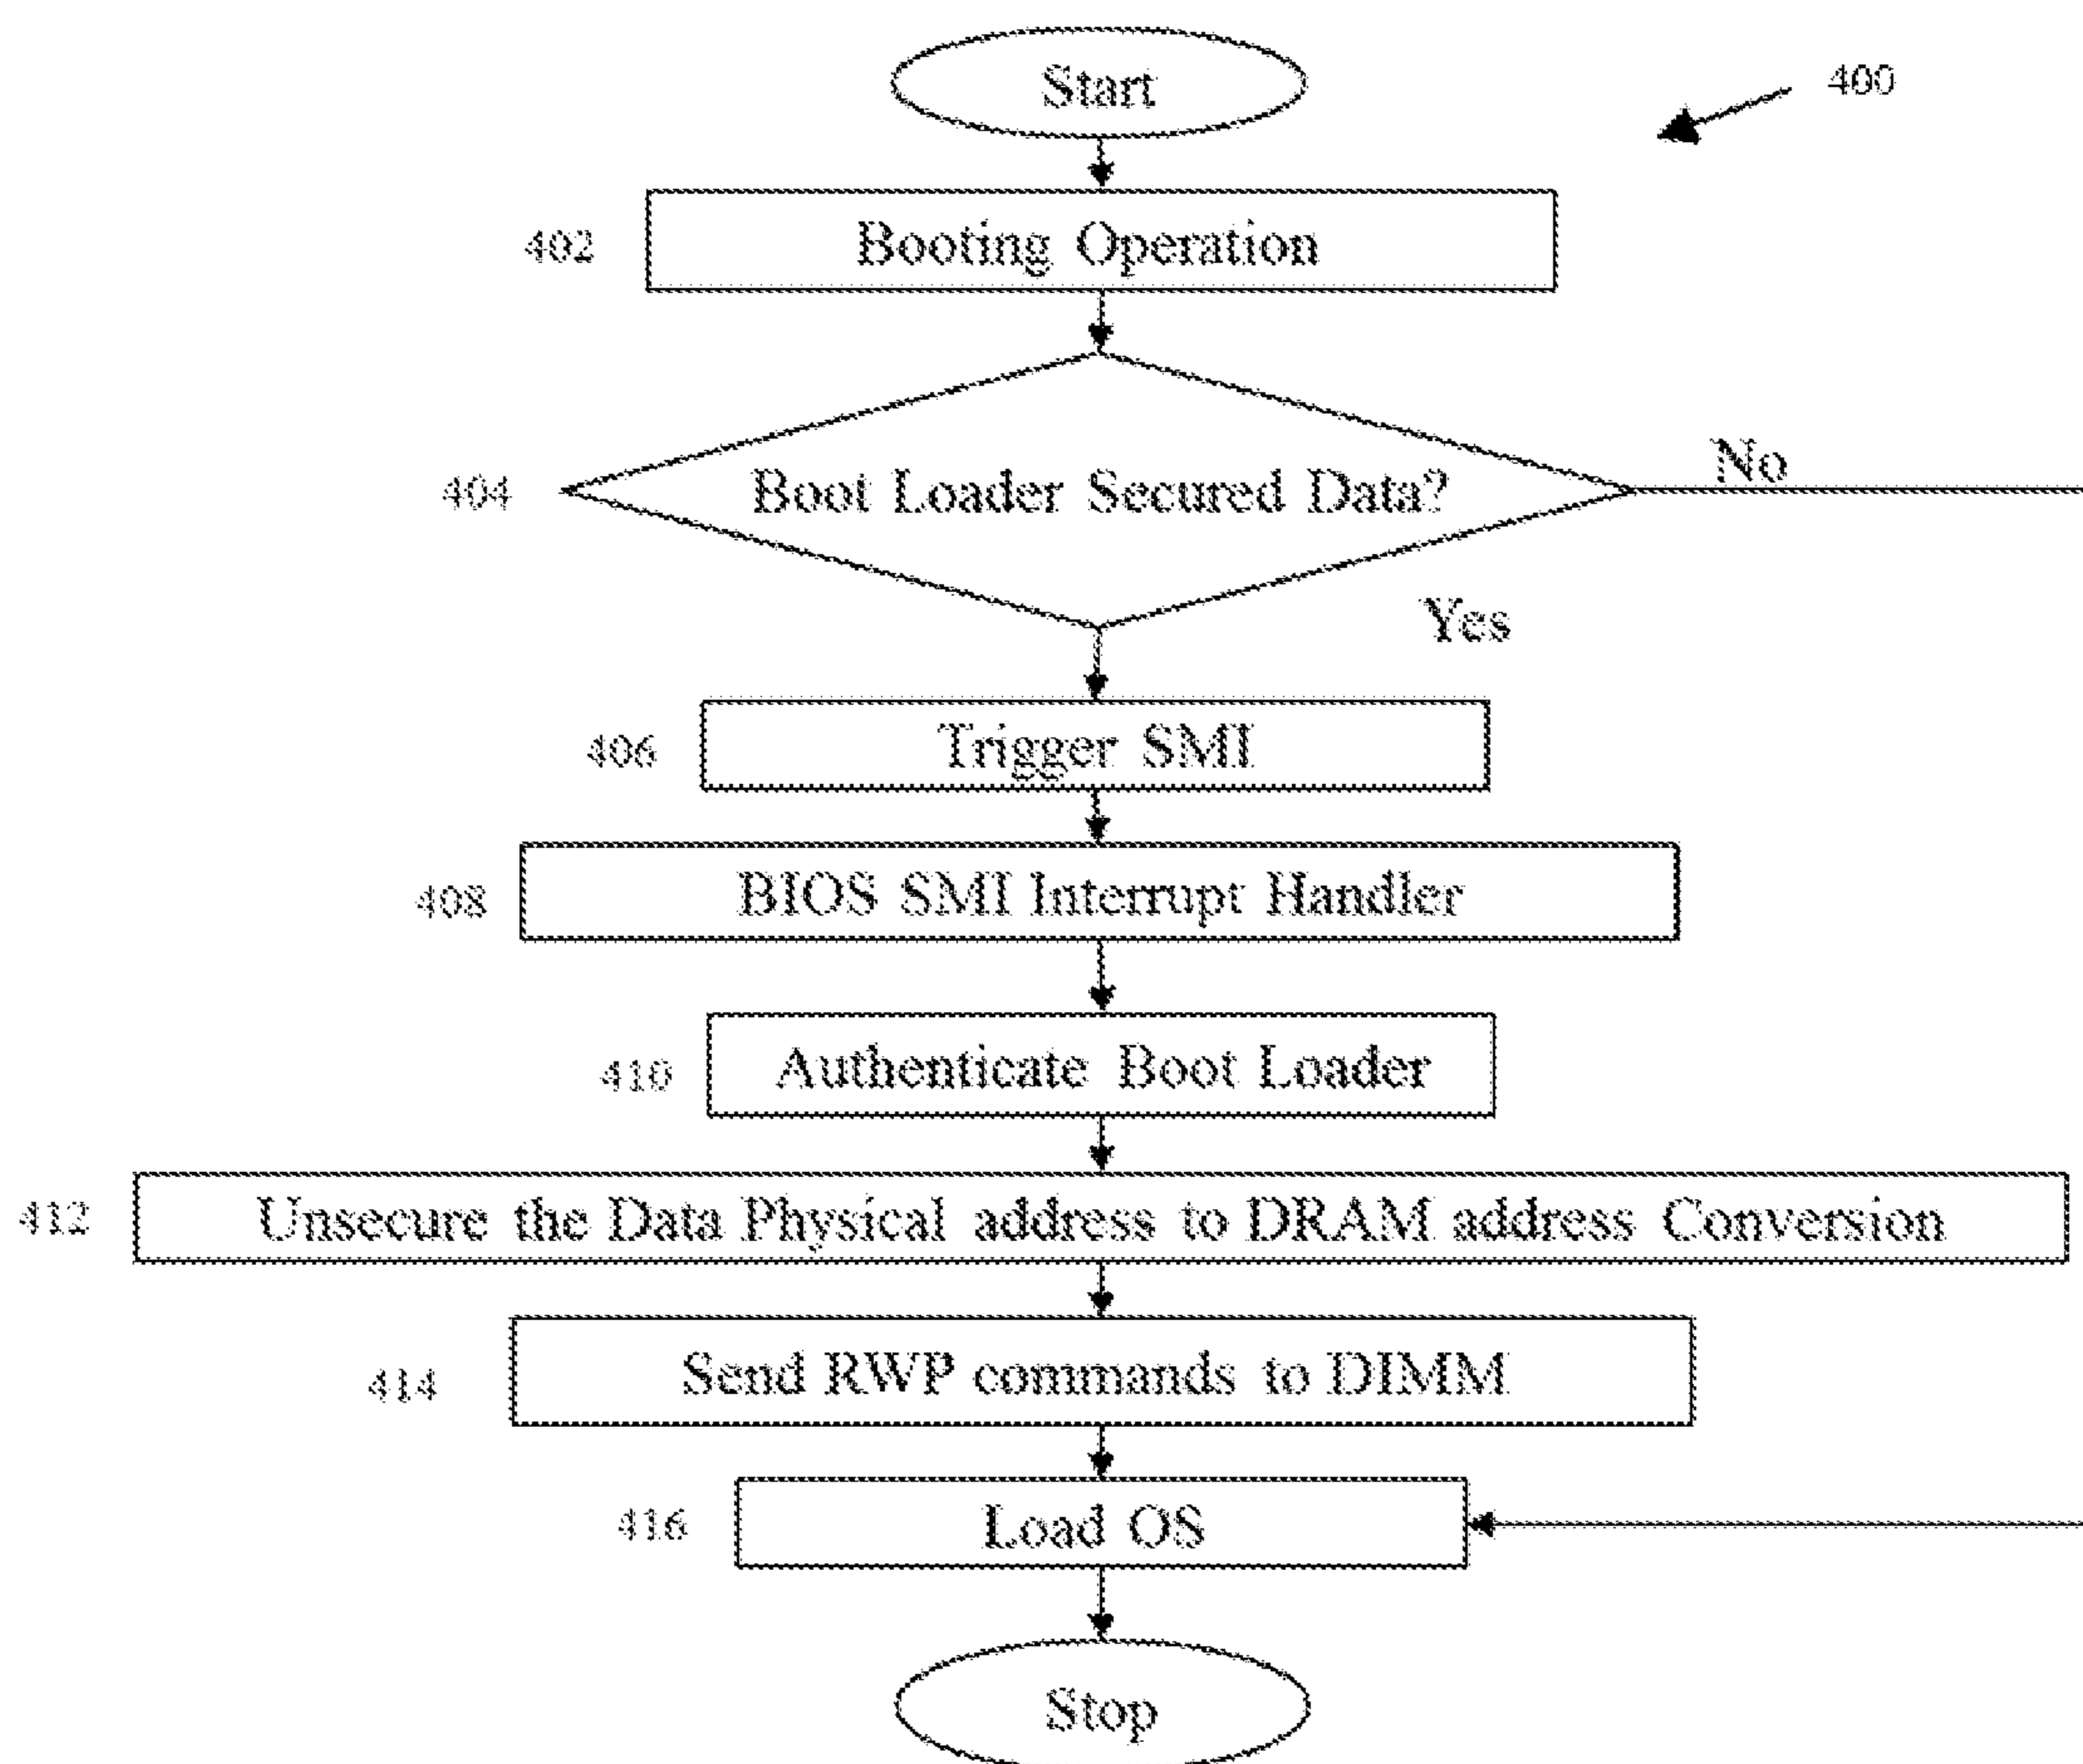 Start
400
402
Booting Operation
404
Boot Loader Secured Data?
No
Yes
406
Trigger SMI
408
BIOS SMI Interrupt Handler
410
Authenticate Boot Loader
412
Unsecure the Data Physical address to DRAM address Conversion
414
Send RWP commands to DIMM
416
Load OS
Stop